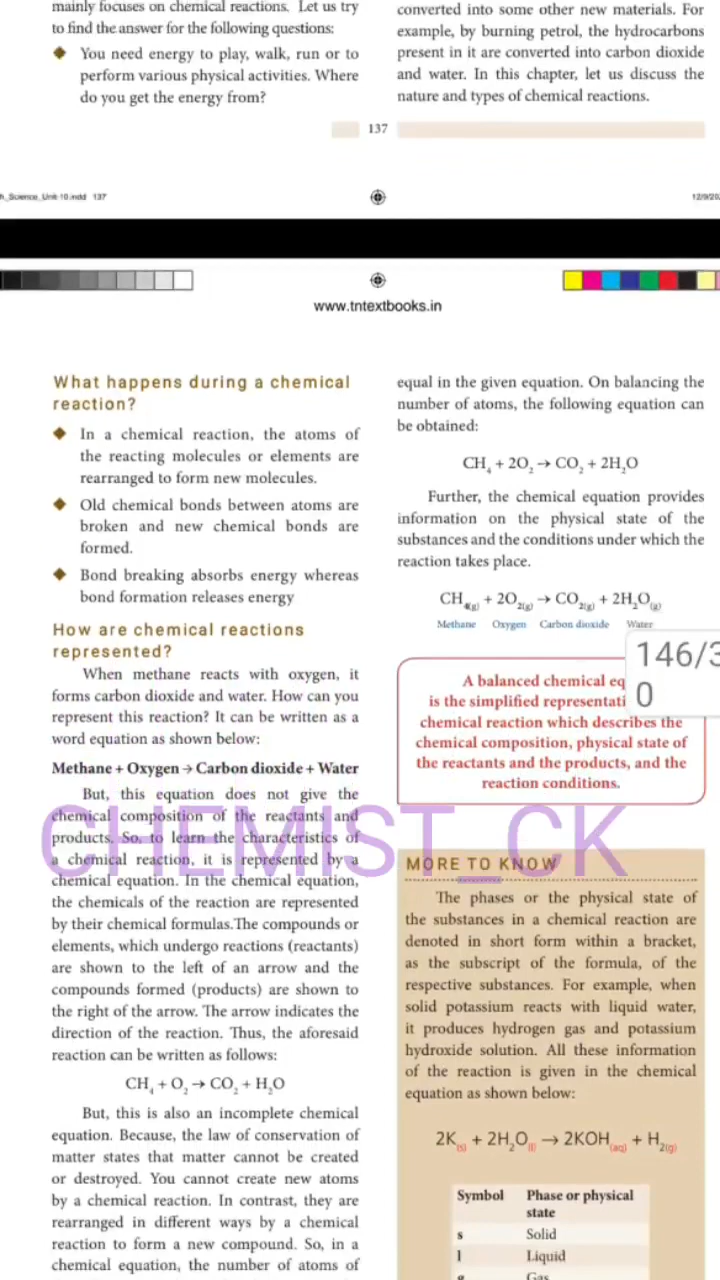 mainly focuses on chemical reactions. Let us try
to find the answer for the following questions:
You need energy to play, walk, run or to
perform various physical activities. Where
do you get the energy from?
converted into some other new materials. For
example, by burning petrol, the hydrocarbons
present in it are converted into carbon dioxide
and water. In this chapter, let us discuss the
nature and types of chemical reactions.
137
h_Science_Unit 10.indd 137
www.tntextbooks.in
What happens during a chemical
reaction?
In a chemical reaction, the atoms of
the reacting molecules or elements are
rearranged to form new molecules.
Old chemical bonds between atoms are
broken and new chemical bonds are
formed.
Bond breaking absorbs energy whereas
bond formation releases energy
How are chemical reactions
represented?
When methane reacts with oxygen, it
forms carbon dioxide and water. How can you
represent this reaction? It can be written as a
word equation as shown below:
Methane + Oxygen → Carbon dioxide + Water
But, this equation does not give the
chemical composition of the reactants and
products. So, to learn the characteristics of
a chemical reaction, it is represented by a
chemical equation. In the chemical equation,
the chemicals of the reaction are represented
by their chemical formulas.The compounds or
elements, which undergo reactions (reactants)
are shown to the left of an arrow and the
compounds formed (products) are shown to
the right of the arrow. The arrow indicates the
direction of the reaction. Thus, the aforesaid
reaction can be written as follows:
CH₄ + O₂ → CO₂ + H₂O
But, this is also an incomplete chemical
equation. Because, the law of conservation of
matter states that matter cannot be created
or destroyed. You cannot create new atoms
by a chemical reaction. In contrast, they are
rearranged in different ways by a chemical
reaction to form a new compound. So, in a
chemical equation, the number of atoms of
equal in the given equation. On balancing the
number of atoms, the following equation can
be obtained:
CH₄ + 2O₂ → CO₂ + 2H₂O
Further, the chemical equation provides
information on the physical state of the
substances and the conditions under which the
reaction takes place.
CH₄(g) + 2O₂(g) → CO₂(g) + 2H₂O(g)
Methane Oxygen Carbon dioxide Water
146/3
0
A balanced chemical eq
is the simplified representati
chemical reaction which describes the
chemical composition, physical state of
the reactants and the products, and the
reaction conditions.
CHEMIST_CK
MORE TO KNOW
The phases or the physical state of
the substances in a chemical reaction are
denoted in short form within a bracket,
as the subscript of the formula, of the
respective substances. For example, when
solid potassium reacts with liquid water,
it produces hydrogen gas and potassium
hydroxide solution. All these information
of the reaction is given in the chemical
equation as shown below:
2K(s) + 2H₂O(l) → 2KOH(aq) + H₂(g)
Symbol Phase or physical
state
s Solid
l Liquid
g Gas